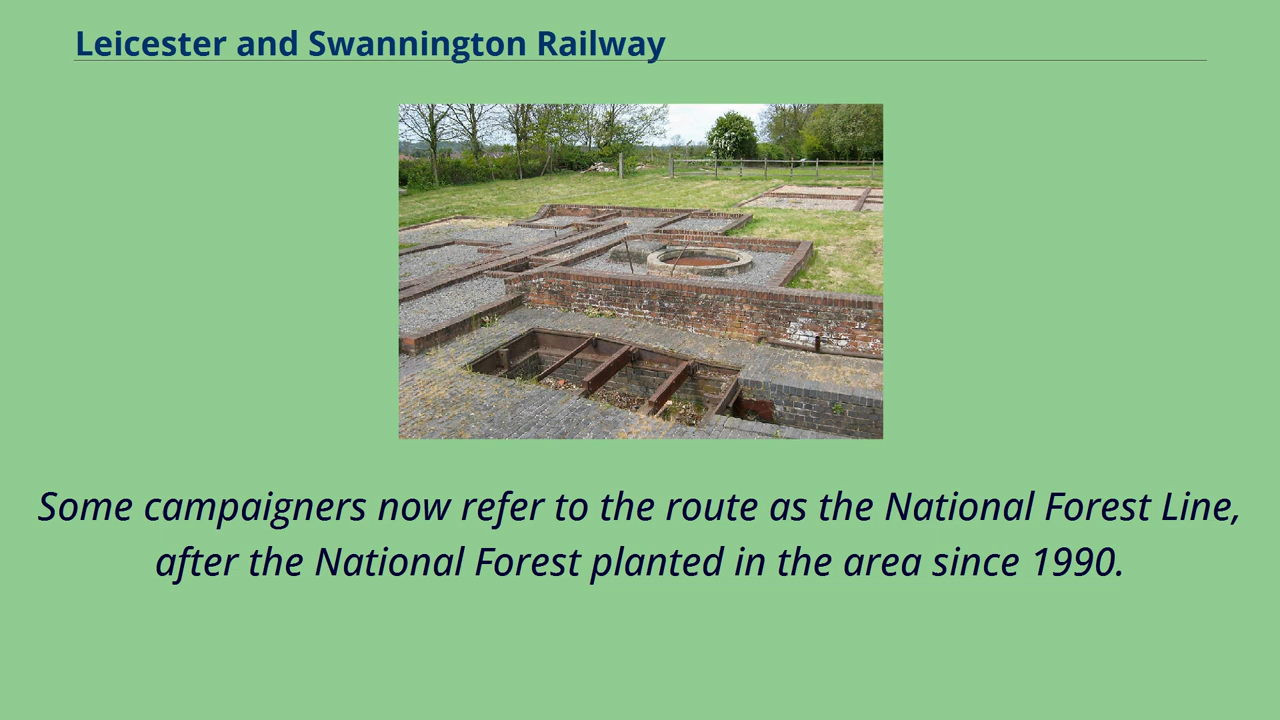 Leicester and Swannington Railway
Some campaigners now refer to the route as the National Forest Line,
after the National Forest planted in the area since 1990.